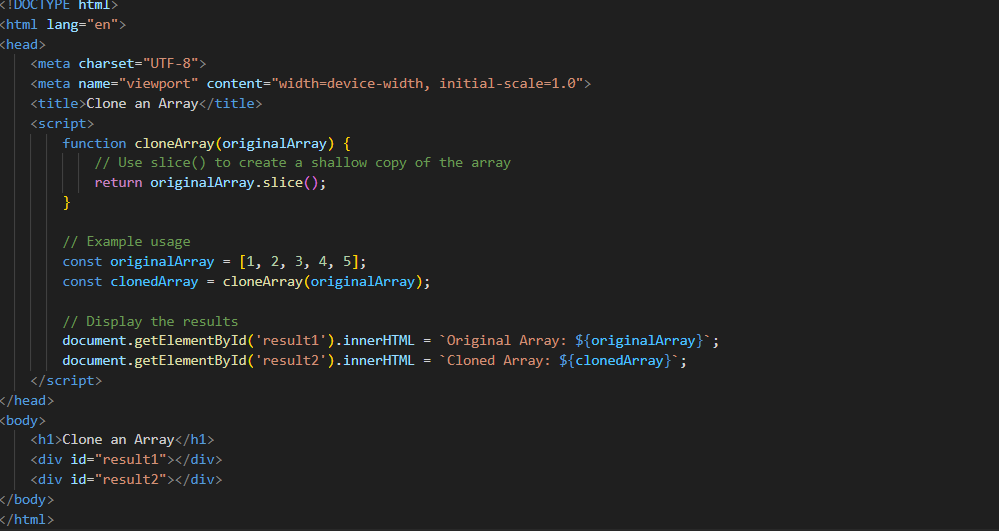 <!DOCTYPE html>
<html lang="en">
<head>
    <meta charset="UTF-8">
    <meta name="viewport" content="width=device-width, initial-scale=1.0">
    <title>Clone an Array</title>
    <script>
        function cloneArray(originalArray) {
            // Use slice() to create a shallow copy of the array
            return originalArray.slice();
        }

        // Example usage
        const originalArray = [1, 2, 3, 4, 5];
        const clonedArray = cloneArray(originalArray);

        // Display the results
        document.getElementById('result1').innerHTML = `Original Array: ${originalArray}`;
        document.getElementById('result2').innerHTML = `Cloned Array: ${clonedArray}`;
    </script>
</head>
<body>
    <h1>Clone an Array</h1>
    <div id="result1"></div>
    <div id="result2"></div>
</body>
</html>